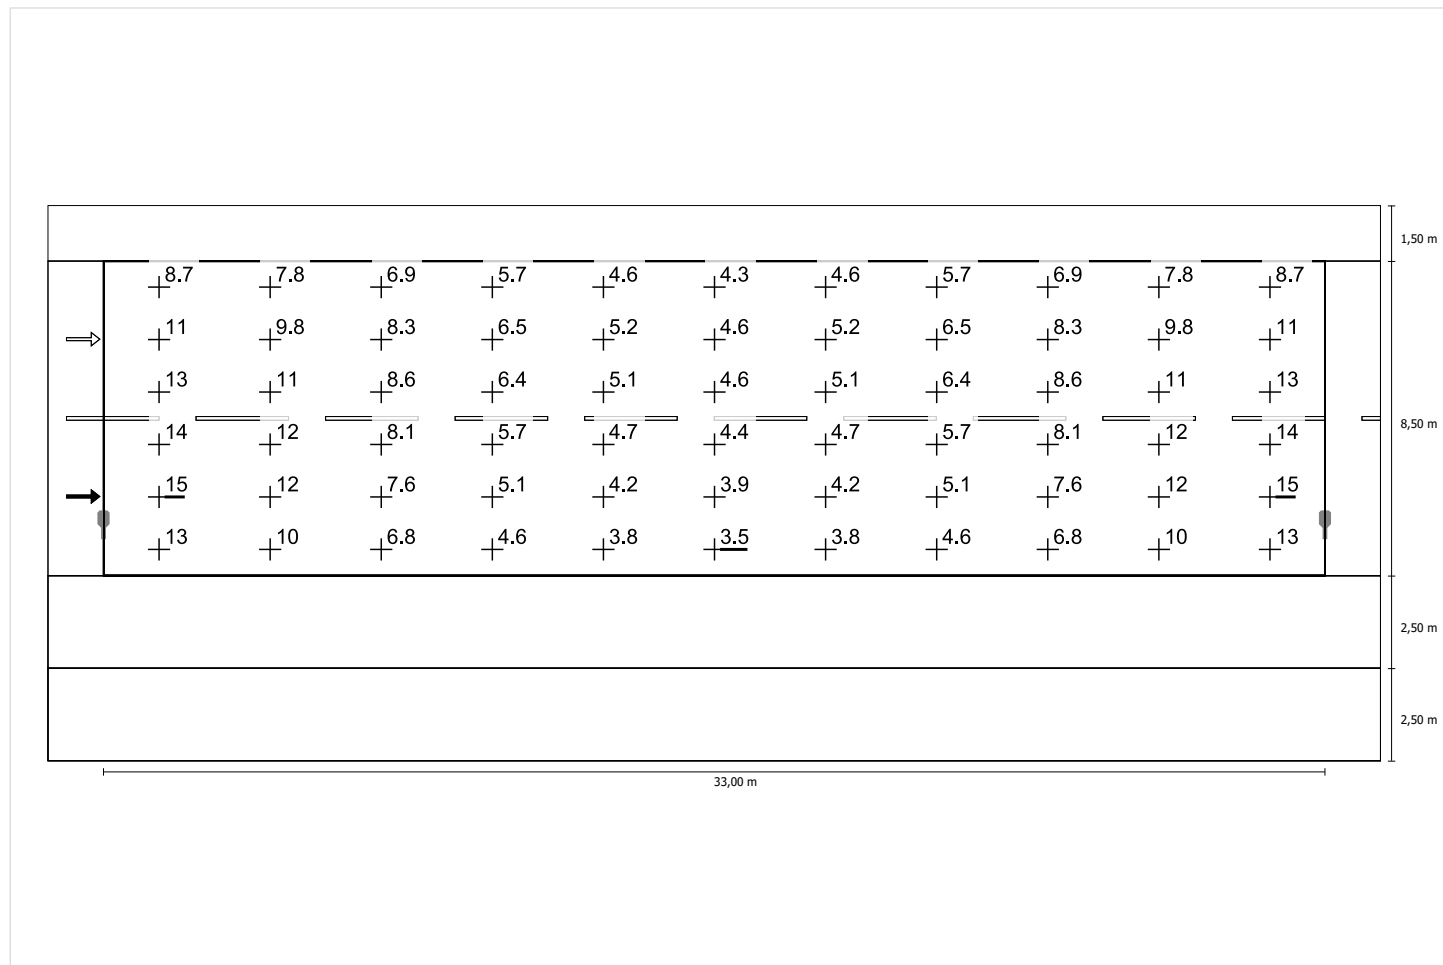 1,50 m
8.7 7.8 6.9 5.7 4.6 4.3 4.6 5.7 6.9 7.8 8.7
11 9.8 8.3 6.5 5.2 4.6 5.2 6.5 8.3 9.8 11
13 11 8.6 6.4 5.1 4.6 5.1 6.4 8.6 11 13
8,50 m
14 12 8.1 5.7 4.7 4.4 4.7 5.7 8.1 12 14
15 12 7.6 5.1 4.2 3.9 4.2 5.1 7.6 12 15
13 10 6.8 4.6 3.8 3.5 3.8 4.6 6.8 10 13
2,50 m
2,50 m
33,00 m